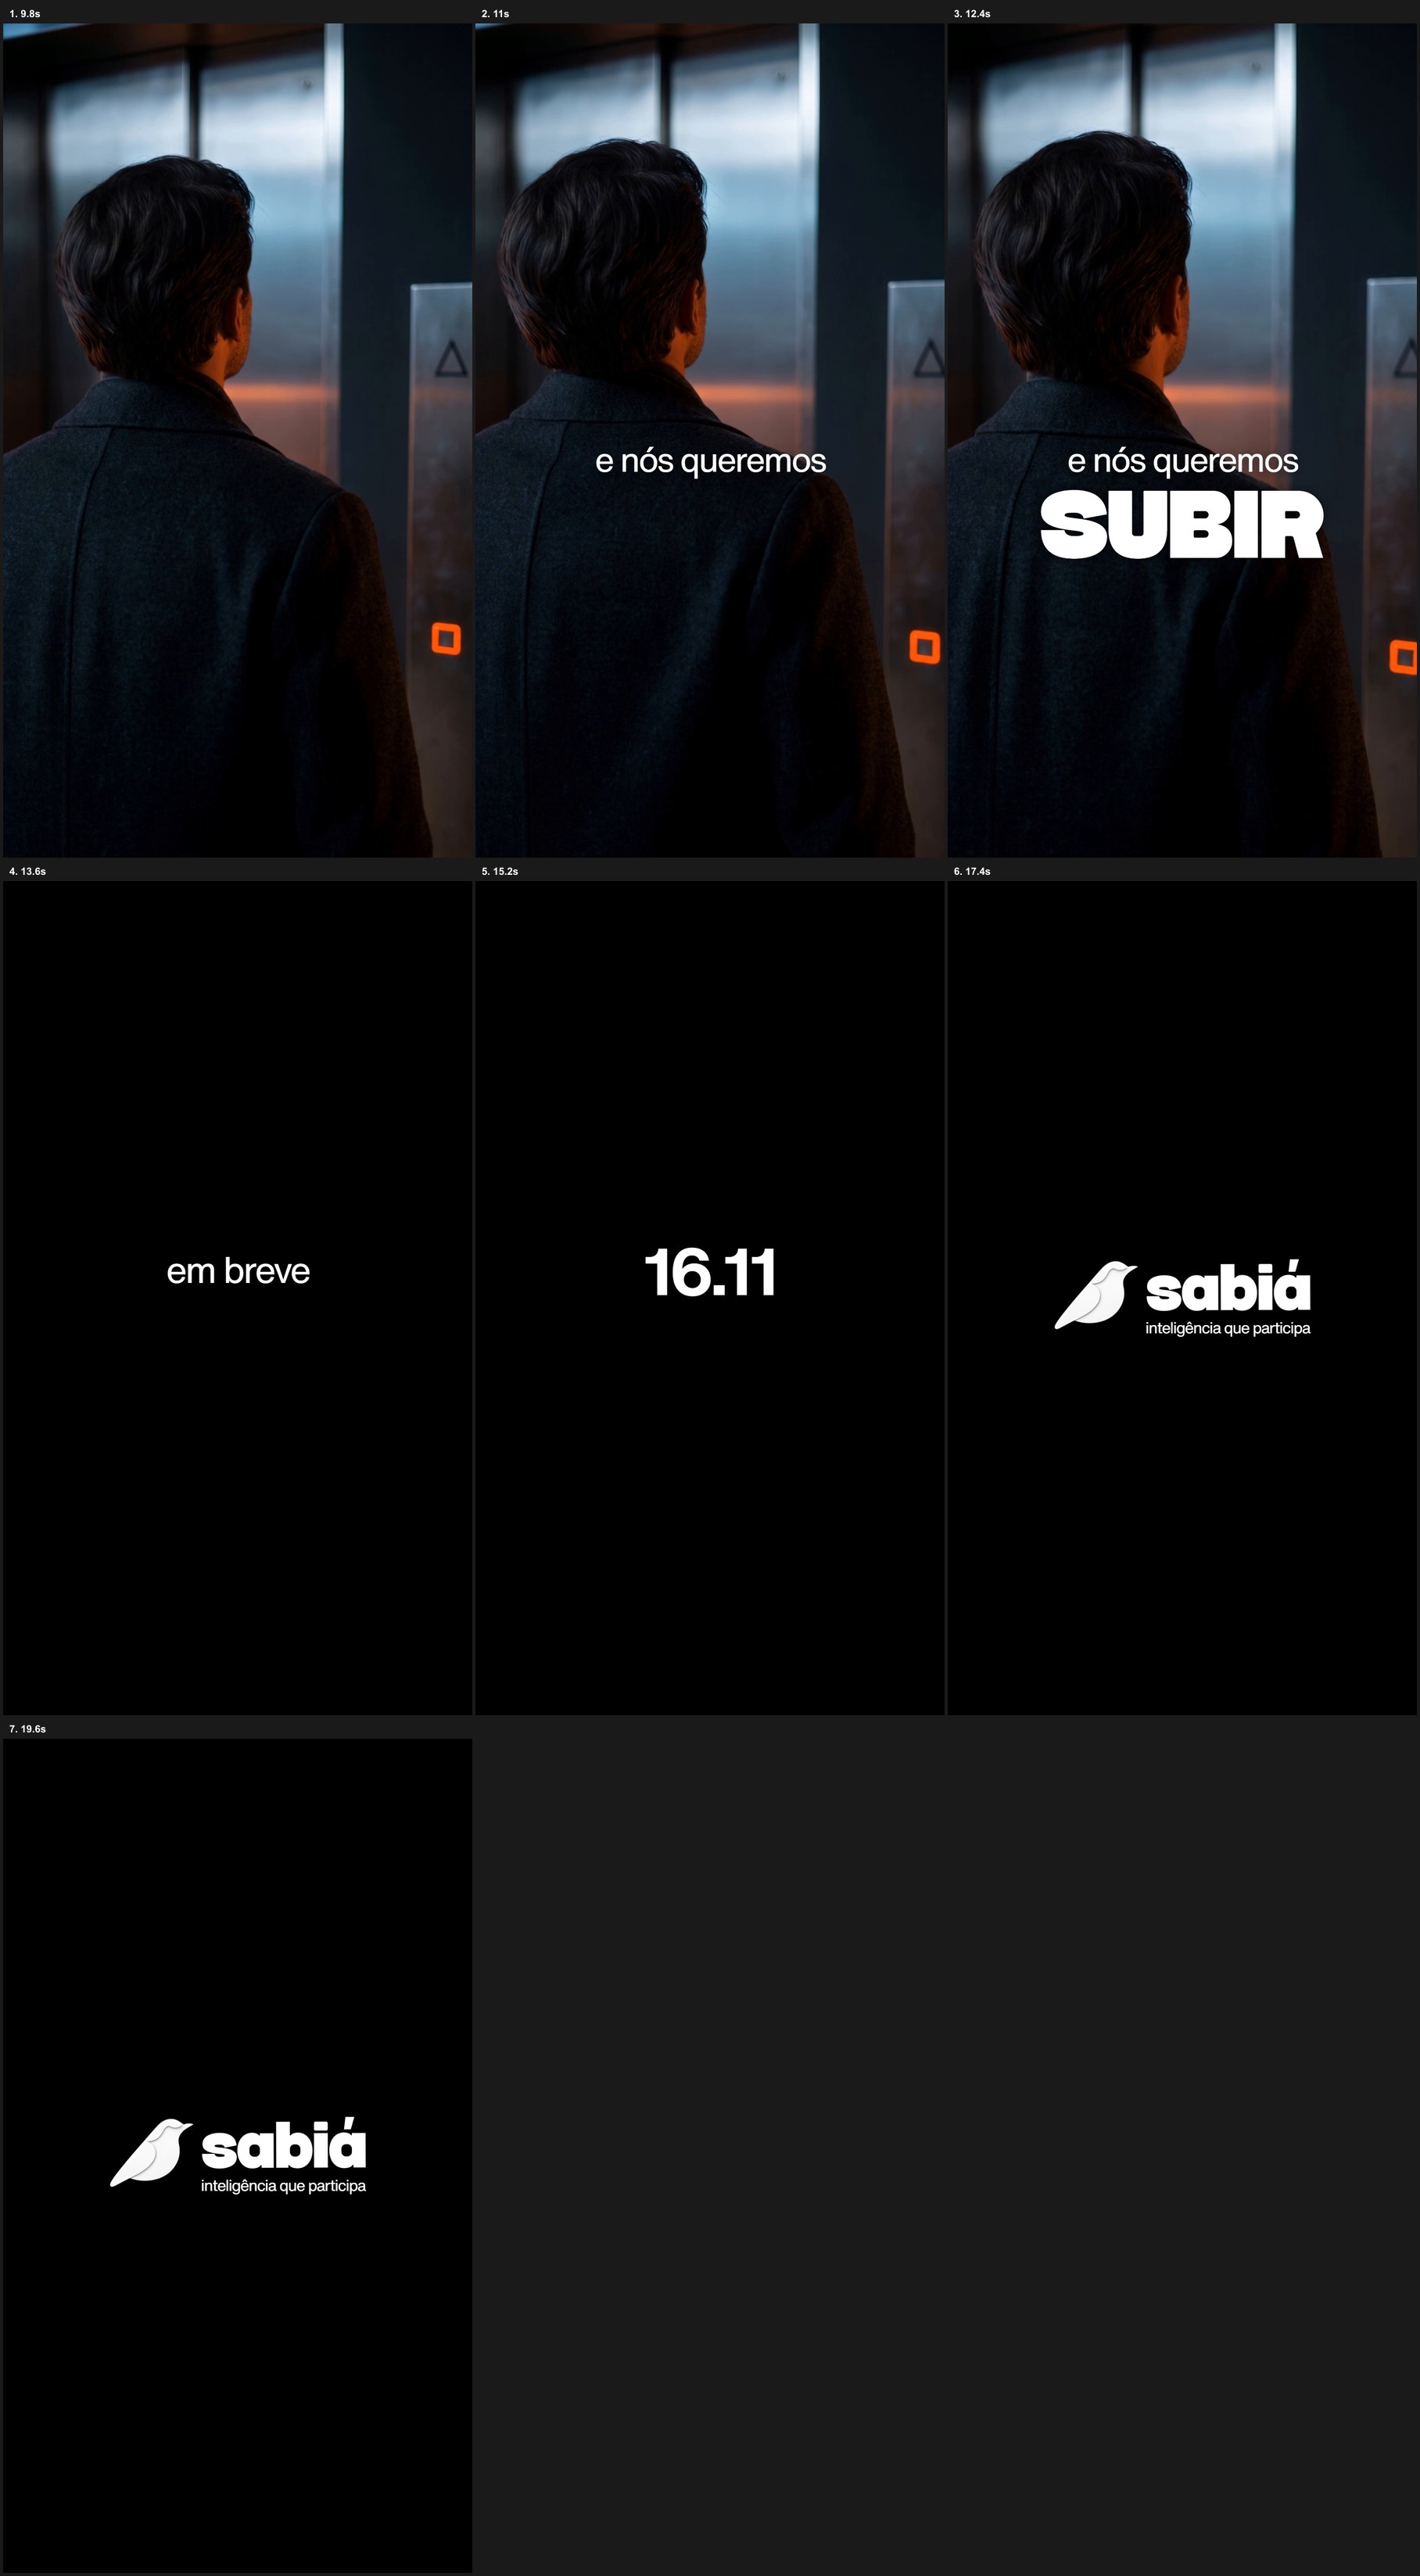 1. 9.8s
2. 11s
3. 12.4s
e nós queremos
e nós queremos
SUBIR
4. 13.6s
5. 15.2s
6. 17.4s
em breve
16.11
sabiá
inteligência que participa
7. 19.6s
sabiá
inteligência que participa